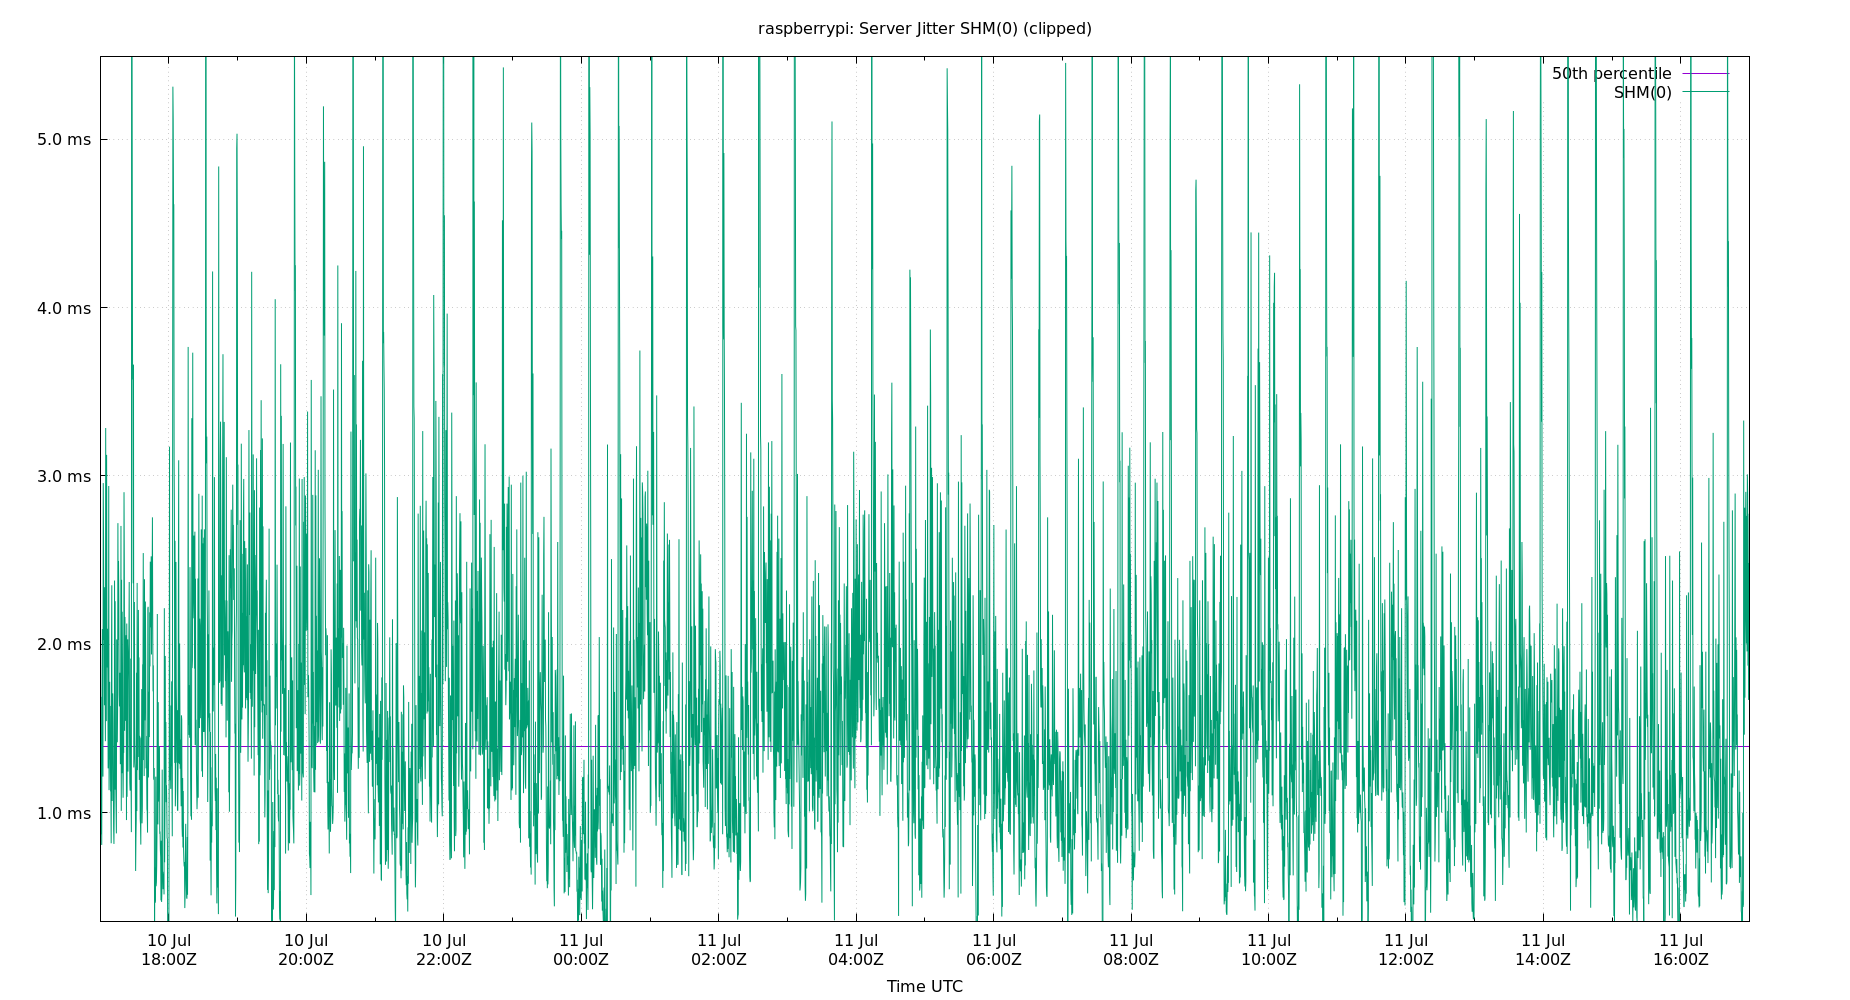 raspberrypi: Server Jitter SHM(0) (clipped)
50th percentile
SHM(0)
5.0 ms
4.0 ms
3.0 ms
2.0 ms
1.0 ms
10 Jul 10 Jul 10 Jul 11 Jul 11 Jul 11 Jul 11 Jul 11 Jul 11 Jul 11 Jul 11 Jul 11 Jul
18:00Z 20:00Z 22:00Z 00:00Z 02:00Z 04:00Z 06:00Z 08:00Z 10:00Z 12:00Z 14:00Z 16:00Z
Time UTC